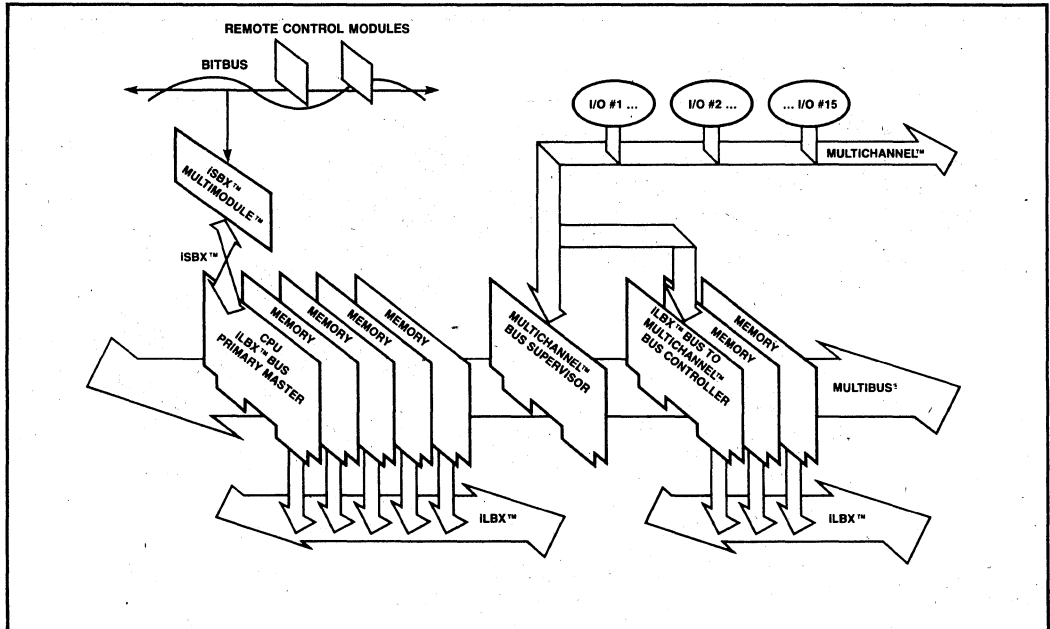 REMOTE CONTROL MODULES
BITBUS
I/O #1 ...
I/O #2 ...
... I/O #15
MULTICHANNEL™
iSBX™
MULTIMODULE™
iSBX™
CPU
iLBX™ BUS
PRIMARY MASTER
MEMORY
MEMORY
MEMORY
MEMORY
MULTICHANNEL™
BUS SUPERVISOR
iLBX™ BUS TO
MULTICHANNEL™
BUS CONTROLLER
MEMORY
MEMORY
MULTIBUS®
iLBX™
iLBX™